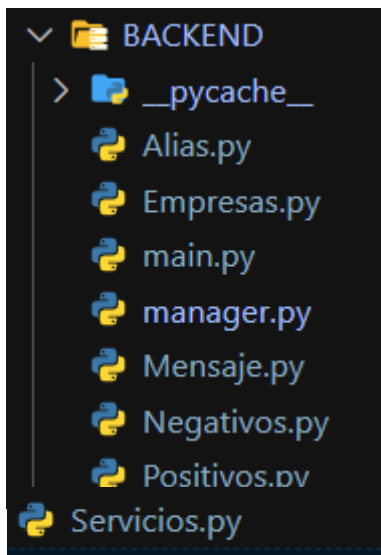 BACKEND
__pycache__
Alias.py
Empresas.py
main.py
manager.py
Mensaje.py
Negativos.py
Positivos.py
Servicios.py